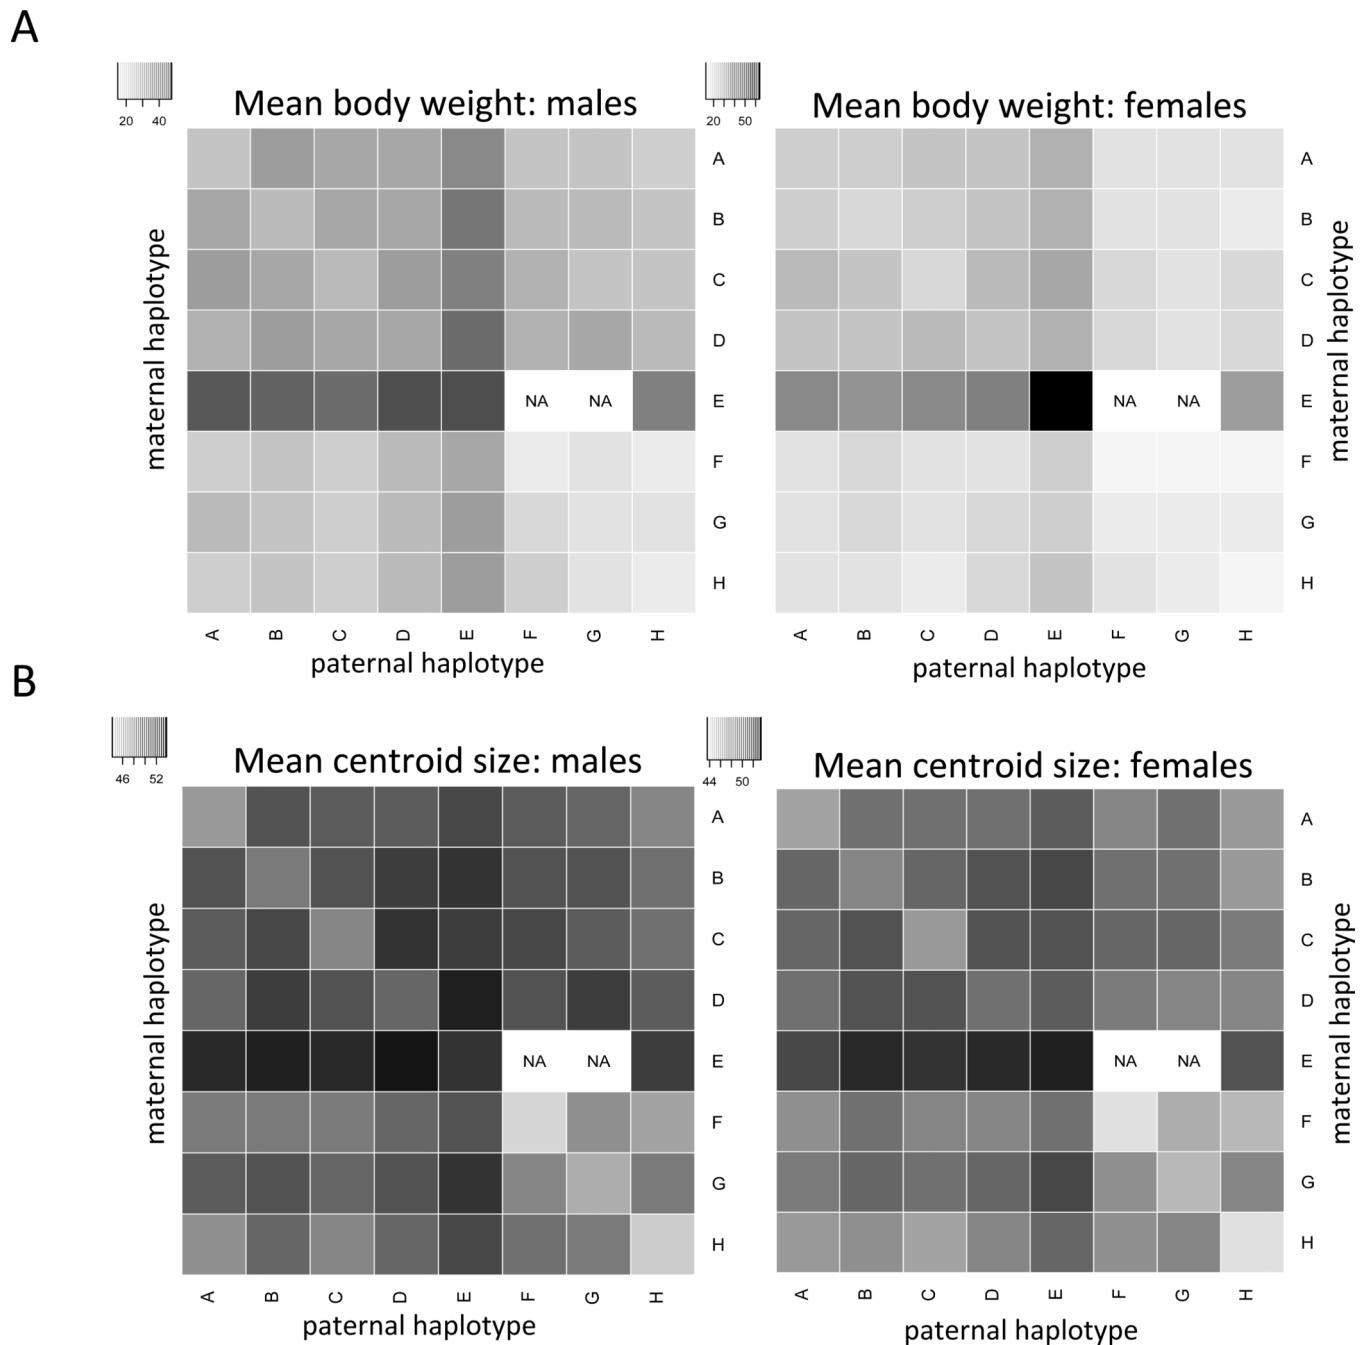 A
20 40
Mean body weight: males
20 50
Mean body weight: females
maternal haplotype
A
B
C
D
E
F
G
H
NA NA
A B C D E F G H
paternal haplotype
A
B
C
D
E
F
G
H
NA NA
A B C D E F G H
paternal haplotype
maternal haplotype
B
46 52
Mean centroid size: males
44 50
Mean centroid size: females
maternal haplotype
A
B
C
D
E
F
G
H
NA NA
A B C D E F G H
paternal haplotype
A
B
C
D
E
F
G
H
NA NA
A B C D E F G H
paternal haplotype
maternal haplotype